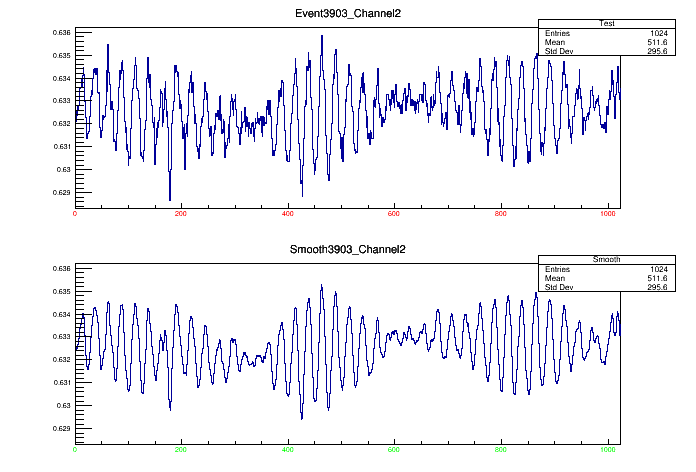 Event3903_Channel2
Test
Entries 1024
Mean 511.6
Std Dev 295.6
0.636
0.635
0.634
0.633
0.632
0.631
0.63
0.629
0 200 400 600 800 1000
Smooth3903_Channel2
Smooth
Entries 1024
Mean 511.6
Std Dev 295.6
0.636
0.635
0.634
0.633
0.632
0.631
0.63
0.629
0 200 400 600 800 1000